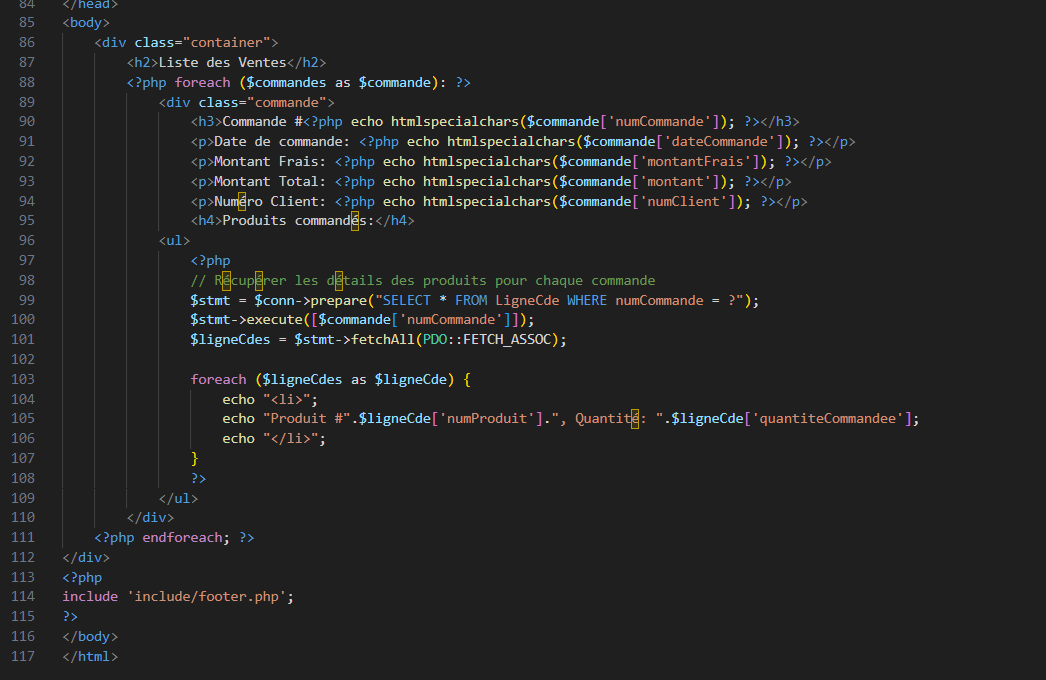 84 </head>
85 <body>
86 <div class="container">
87 <h2>Liste des Ventes</h2>
88 <?php foreach ($commandes as $commande): ?>
89 <div class="commande">
90 <h3>Commande #<?php echo htmlspecialchars($commande['numCommande']); ?></h3>
91 <p>Date de commande: <?php echo htmlspecialchars($commande['dateCommande']); ?></p>
92 <p>Montant Frais: <?php echo htmlspecialchars($commande['montantFrais']); ?></p>
93 <p>Montant Total: <?php echo htmlspecialchars($commande['montant']); ?></p>
94 <p>Numéro Client: <?php echo htmlspecialchars($commande['numClient']); ?></p>
95 <h4>Produits commandés:</h4>
96 <ul>
97 <?php
98 // Récupérer les détails des produits pour chaque commande
99 $stmt = $conn->prepare("SELECT * FROM LigneCde WHERE numCommande = ?");
100 $stmt->execute([$commande['numCommande']]);
101 $ligneCdes = $stmt->fetchAll(PDO::FETCH_ASSOC);
102
103 foreach ($ligneCdes as $ligneCde) {
104 echo "<li>";
105 echo "Produit #".$ligneCde['numProduit'].", Quantité: ".$ligneCde['quantiteCommandee'];
106 echo "</li>";
107 }
108 ?>
109 </ul>
110 </div>
111 <?php endforeach; ?>
112 </div>
113 <?php
114 include 'include/footer.php';
115 ?>
116 </body>
117 </html>